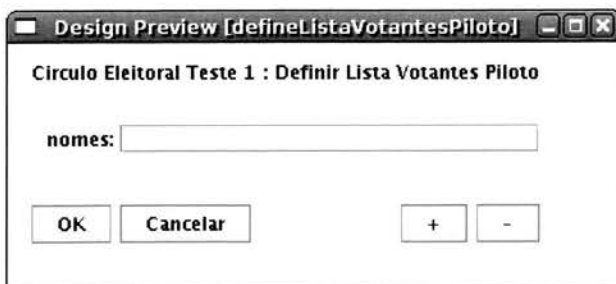 Design Preview [defineListaVotantesPiloto]
Circulo Eleitoral Teste 1 : Definir Lista Votantes Piloto
nomes:
OK Cancelar + -